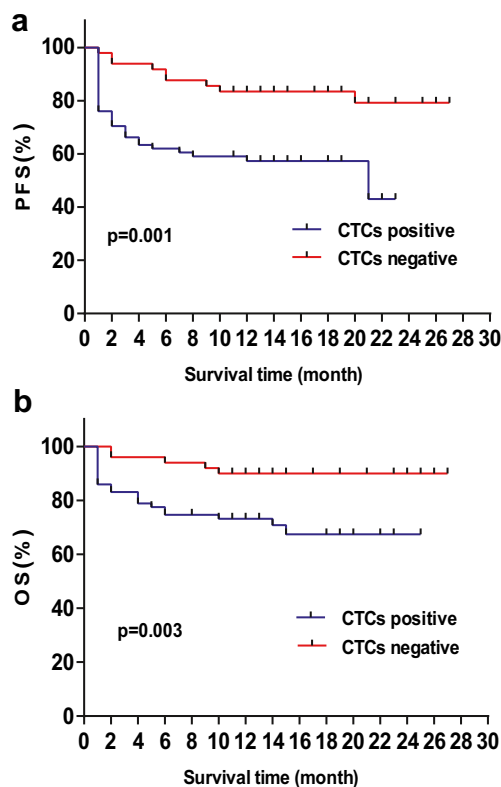 a
PFS(%)
100
80
60
40
20
0
p=0.001
CTCs positive
CTCs negative
0 2 4 6 8 10 12 14 16 18 20 22 24 26 28 30
Survival time (month)
b
OS(%)
100
80
60
40
20
0
p=0.003
CTCs positive
CTCs negative
0 2 4 6 8 10 12 14 16 18 20 22 24 26 28 30
Survival time (month)